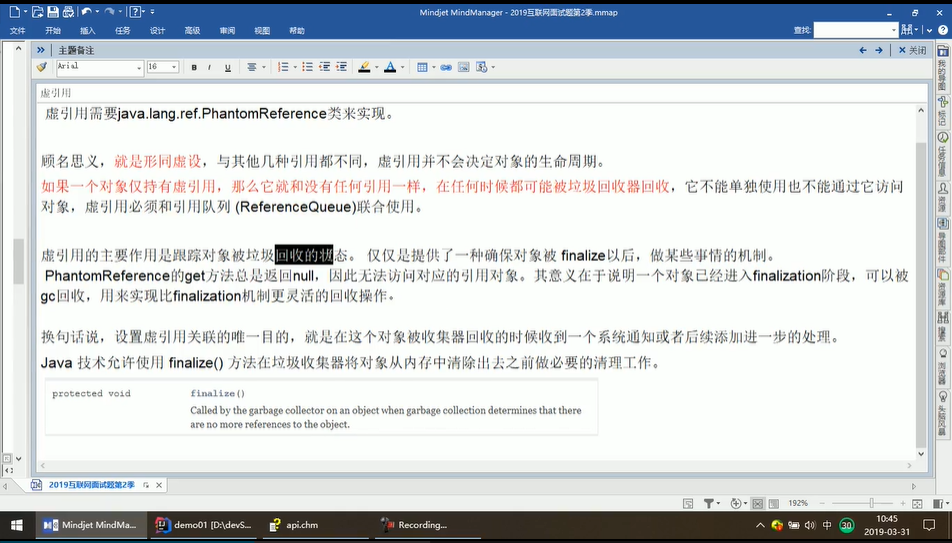 Mindjet MindManager - 2019互联网面试题第2季.mmap
文件 开始 插入 任务 设计 高级 审阅 视图 帮助 查找:
主题备注 关闭
Arial 16 B I U
虚引用
虚引用需要java.lang.ref.PhantomReference类来实现。
顾名思义，就是形同虚设，与其他几种引用都不同，虚引用并不会决定对象的生命周期。
如果一个对象仅持有虚引用，那么它就和没有任何引用一样，在任何时候都可能被垃圾回收器回收，它不能单独使用也不能通过它访问
对象，虚引用必须和引用队列 (ReferenceQueue)联合使用。
虚引用的主要作用是跟踪对象被垃圾回收的状态。 仅仅是提供了一种确保对象被 finalize以后，做某些事情的机制。
PhantomReference的get方法总是返回null，因此无法访问对应的引用对象。其意义在于说明一个对象已经进入finalization阶段，可以被
gc回收，用来实现比finalization机制更灵活的回收操作。
换句话说，设置虚引用关联的唯一目的，就是在这个对象被收集器回收的时候收到一个系统通知或者后续添加进一步的处理。
Java 技术允许使用 finalize() 方法在垃圾收集器将对象从内存中清除出去之前做必要的清理工作。
protected void finalize()
Called by the garbage collector on an object when garbage collection determines that there
are no more references to the object.
我的导图
标记
任务信息
资源
导图部件
资源库
搜索
浏览器
头脑风暴
2019互联网面试题第2季
192%
Mindjet MindMa... demo01 [D:\devS... api.chm Recording...
中 30 10:45
2019-03-31